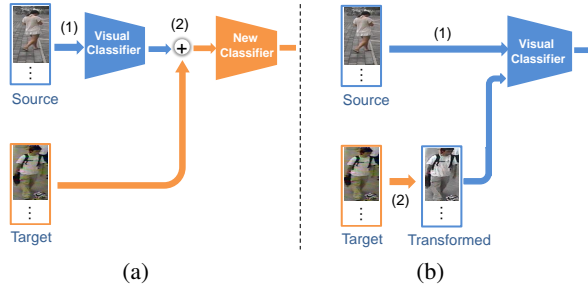 (1)
Visual
Classifier
(2)
+
New
Classifier
Source
Target
(a)
(1)
Visual
Classifier
Source
(2)
Target
Transformed
(b)